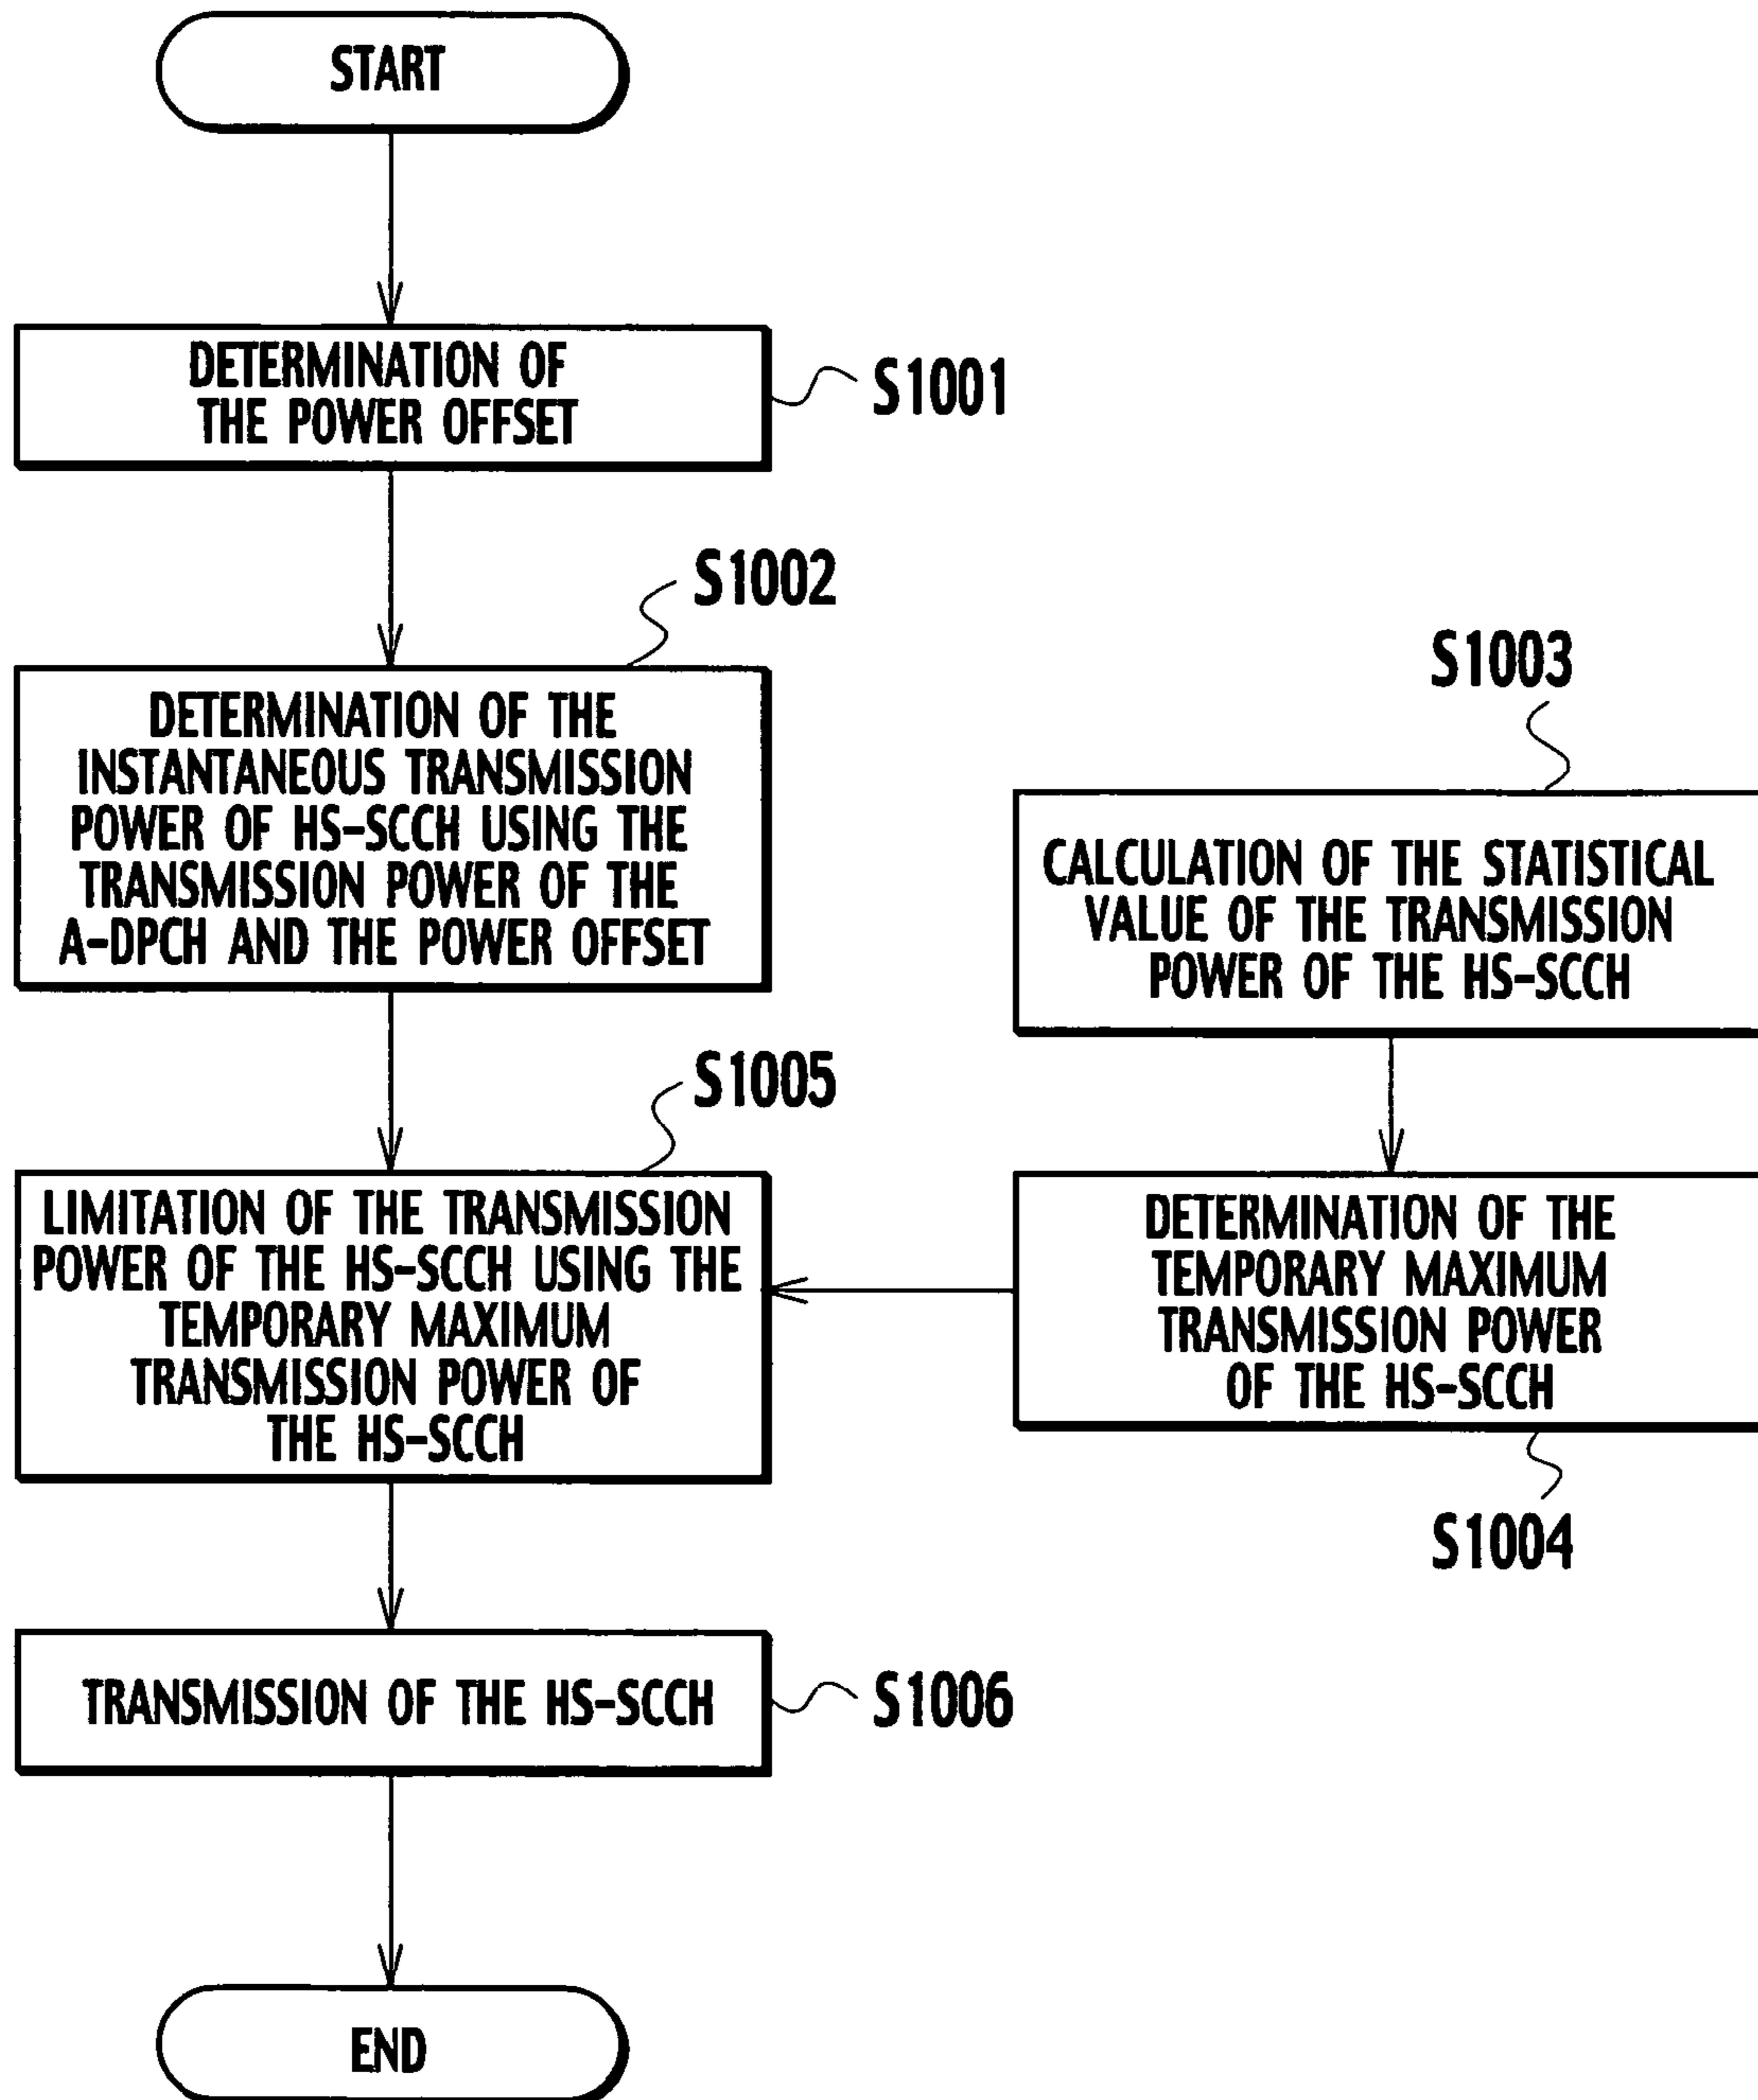 START
DETERMINATION OF
THE POWER OFFSET
S1001
S1002
DETERMINATION OF THE
INSTANTANEOUS TRANSMISSION
POWER OF HS-SCCH USING THE
TRANSMISSION POWER OF THE
A-DPCH AND THE POWER OFFSET
S1003
CALCULATION OF THE STATISTICAL
VALUE OF THE TRANSMISSION
POWER OF THE HS-SCCH
S1005
LIMITATION OF THE TRANSMISSION
POWER OF THE HS-SCCH USING THE
TEMPORARY MAXIMUM
TRANSMISSION POWER OF
THE HS-SCCH
DETERMINATION OF THE
TEMPORARY MAXIMUM
TRANSMISSION POWER
OF THE HS-SCCH
S1004
TRANSMISSION OF THE HS-SCCH
S1006
END